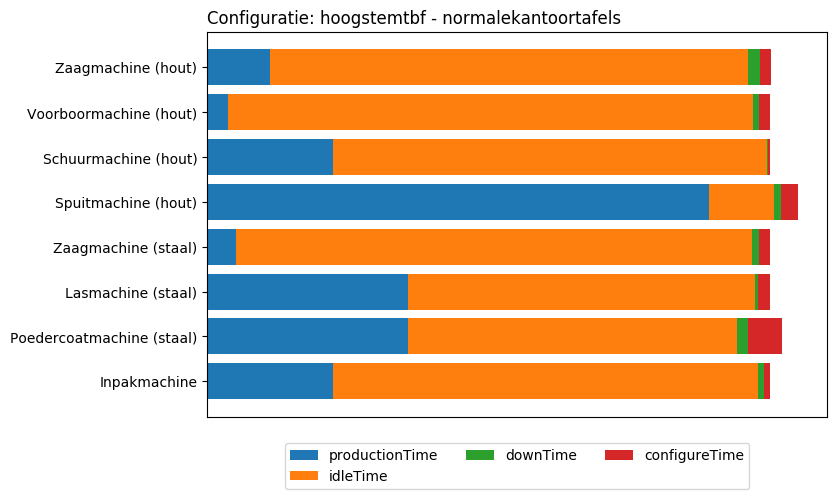 Configuratie: hoogstemtbf - normalekantoortafels
Zaagmachine (hout)
Voorboormachine (hout)
Schuurmachine (hout)
Spuitmachine (hout)
Zaagmachine (staal)
Lasmachine (staal)
Poedercoatmachine (staal)
Inpakmachine
productionTime
idleTime
downTime
configureTime